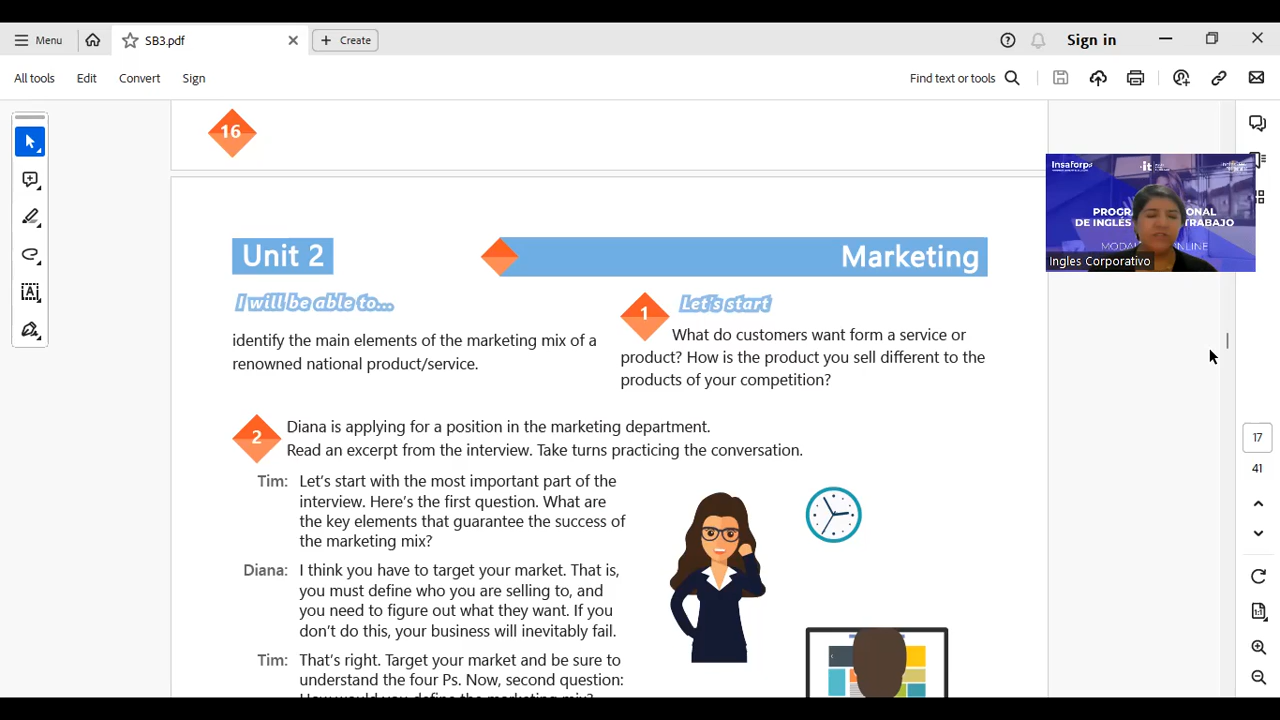 Menu
SB3.pdf
Create
Sign in
All tools
Edit
Convert
Sign
Find text or tools
16
Unit 2
Marketing
I will be able to...
identify the main elements of the marketing mix of a
renowned national product/service.
1
Let's start
What do customers want form a service or
product? How is the product you sell different to the
products of your competition?
2
Diana is applying for a position in the marketing department.
Read an excerpt from the interview. Take turns practicing the conversation.
Tim: Let's start with the most important part of the
interview. Here's the first question. What are
the key elements that guarantee the success of
the marketing mix?
Diana: I think you have to target your market. That is,
you must define who you are selling to, and
you need to figure out what they want. If you
don't do this, your business will inevitably fail.
Tim: That's right. Target your market and be sure to
understand the four Ps. Now, second question:
How would you define the marketing mix?
Insaforp
it
Ingles Corporativo
17
41